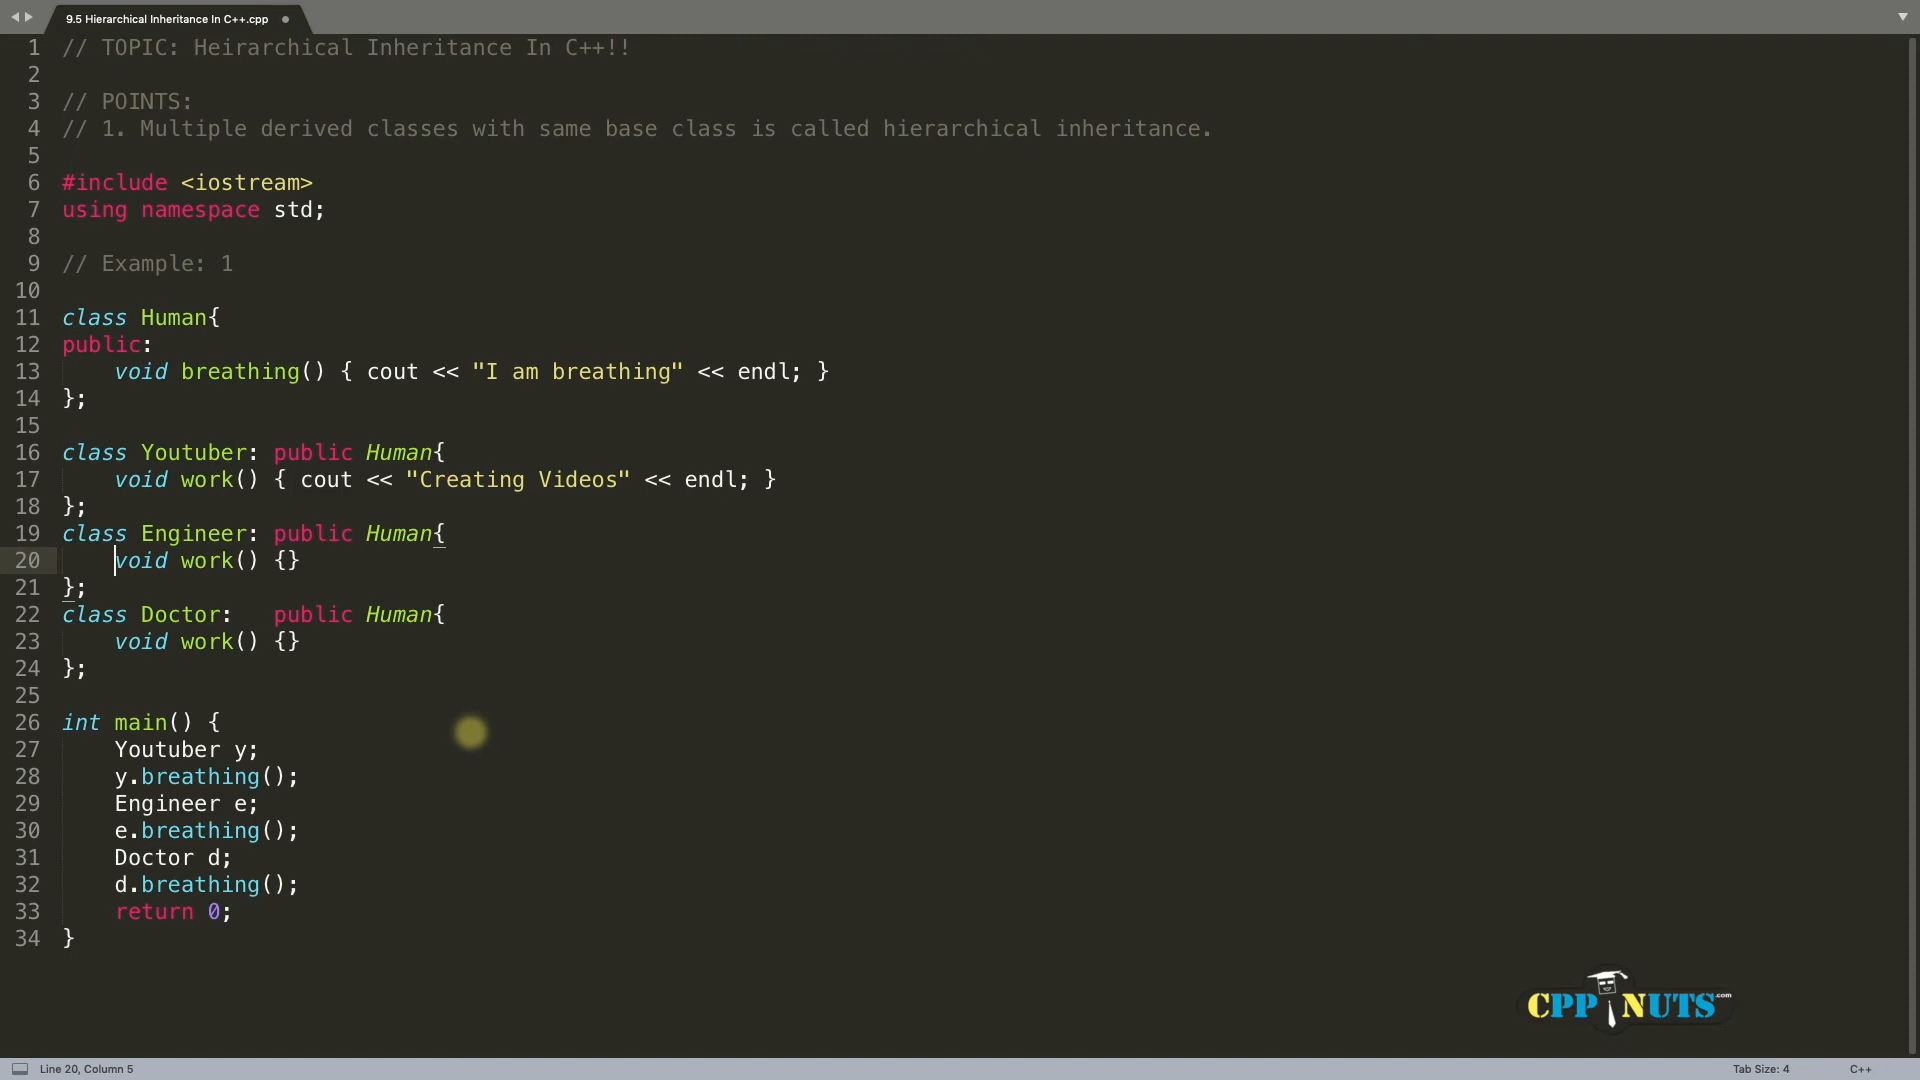 9.5 Hierarchical Inheritance In C++.cpp
1 // TOPIC: Heirarchical Inheritance In C++!!
2
3 // POINTS:
4 // 1. Multiple derived classes with same base class is called hierarchical inheritance.
5
6 #include <iostream>
7 using namespace std;
8
9 // Example: 1
10
11 class Human{
12 public:
13     void breathing() { cout << "I am breathing" << endl; }
14 };
15
16 class Youtuber: public Human{
17     void work() { cout << "Creating Videos" << endl; }
18 };
19 class Engineer: public Human{
20     void work() {}
21 };
22 class Doctor:   public Human{
23     void work() {}
24 };
25
26 int main() {
27     Youtuber y;
28     y.breathing();
29     Engineer e;
30     e.breathing();
31     Doctor d;
32     d.breathing();
33     return 0;
34 }
CPP NUTS .com
Line 20, Column 5
Tab Size: 4
C++